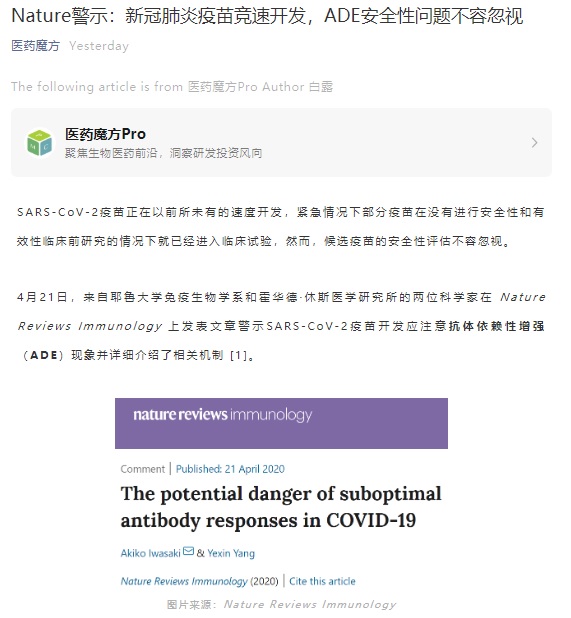 Nature警示：新冠肺炎疫苗竞速开发，ADE安全性问题不容忽视
医药魔方 Yesterday
The following article is from 医药魔方Pro Author 白露
医药魔方Pro
聚焦生物医药前沿，洞察研发投资风向
SARS-CoV-2疫苗正在以前所未有的速度开发，紧急情况下部分疫苗在没有进行安全性和有
效性临床前研究的情况下就已经进入临床试验，然而，候选疫苗的安全性评估不容忽视。
4月21日，来自耶鲁大学免疫生物学系和霍华德·休斯医学研究所的两位科学家在 Nature
Reviews Immunology 上发表文章警示SARS-CoV-2疫苗开发应注意抗体依赖性增强
（ADE）现象并详细介绍了相关机制 [1]。
nature reviews immunology
Comment | Published: 21 April 2020
The potential danger of suboptimal
antibody responses in COVID-19
Akiko Iwasaki & Yexin Yang
Nature Reviews Immunology (2020) | Cite this article
图片来源：Nature Reviews Immunology